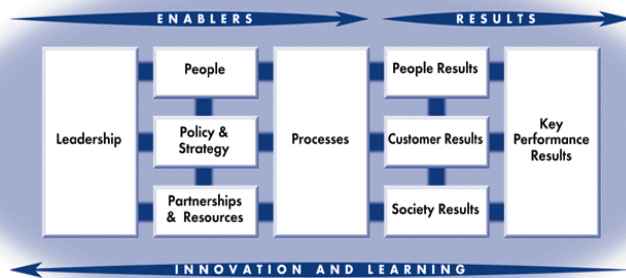 ENABLERS
RESULTS
People
People Results
Leadership
Policy &
Strategy
Processes
Customer Results
Key
Performance
Results
Partnerships
& Resources
Society Results
INNOVATION AND LEARNING